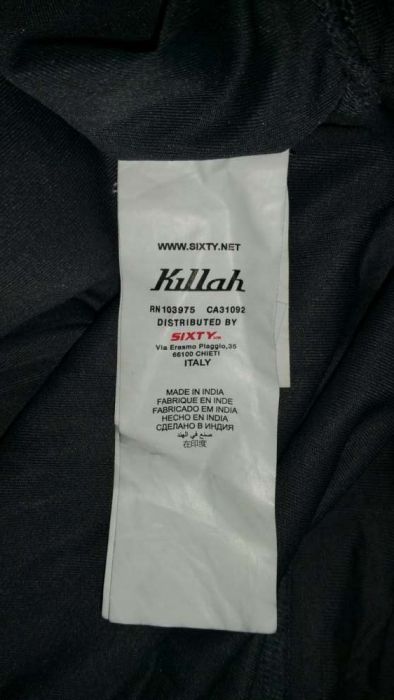 WWW.SIXTY.NET
Killah
RN103975 CA31092
DISTRIBUTED BY
SIXTY
Via Erasmo Piaggio,35
66100 CHIETI
ITALY
MADE IN INDIA
FABRIQUE EN INDE
FABRICADO EM INDIA
HECHO EN INDIA
СДЕЛАНО В ИНДИЯ
صنع في الهند
在印度